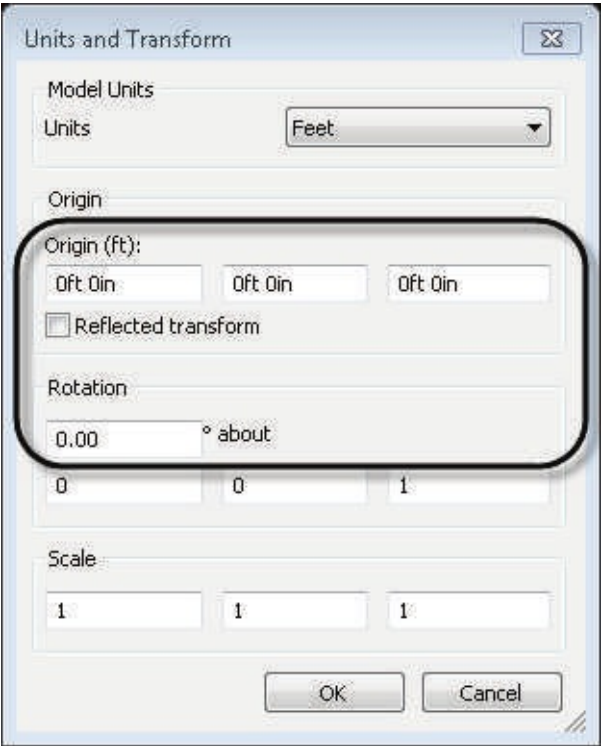 Units and Transform
Model Units
Units Feet
Origin
Origin (ft):
0ft 0in 0ft 0in 0ft 0in
Reflected transform
Rotation
0.00 ° about
0 0 1
Scale
1 1 1
OK Cancel